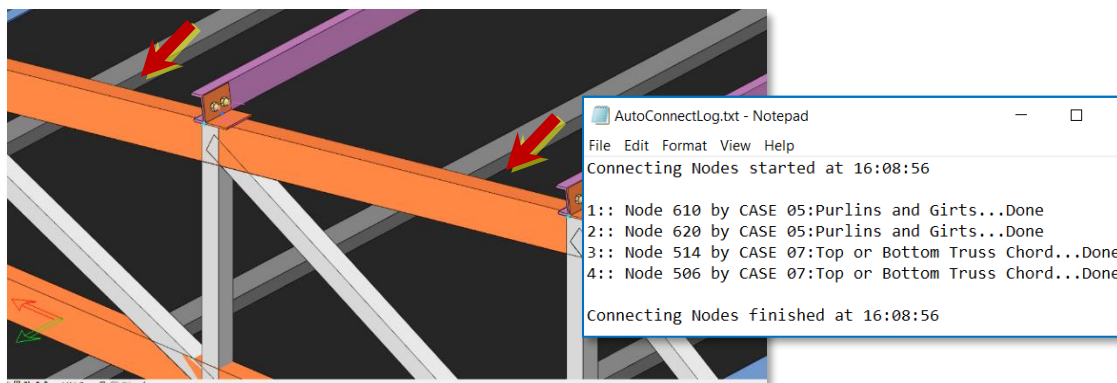 AutoConnectLog.txt - Notepad
File Edit Format View Help
Connecting Nodes started at 16:08:56
1:: Node 610 by CASE 05:Purlins and Girts...Done
2:: Node 620 by CASE 05:Purlins and Girts...Done
3:: Node 514 by CASE 07:Top or Bottom Truss Chord...Done
4:: Node 506 by CASE 07:Top or Bottom Truss Chord...Done
Connecting Nodes finished at 16:08:56